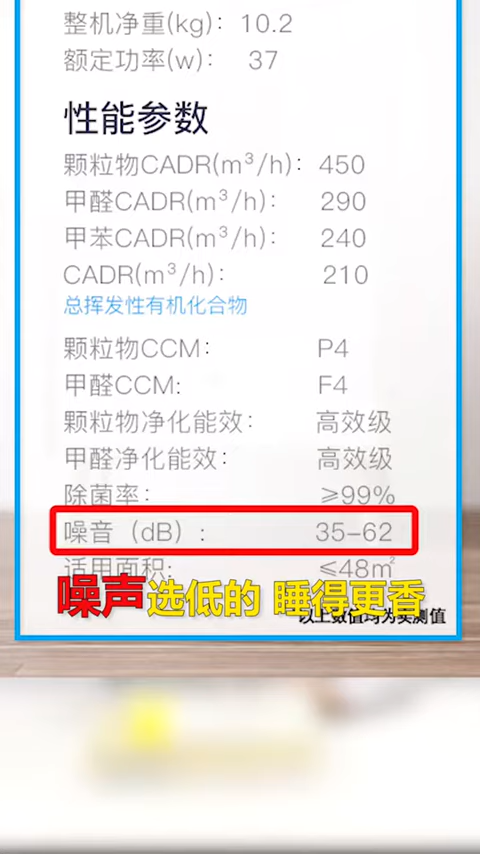 整机净重(kg)：10.2
额定功率(w)： 37
性能参数
颗粒物CADR(m³/h)：450
甲醛CADR(m³/h)： 290
甲苯CADR(m³/h)： 240
CADR(m³/h)： 210
总挥发性有机化合物
颗粒物CCM： P4
甲醛CCM: F4
颗粒物净化能效： 高效级
甲醛净化能效： 高效级
除菌率： ≥99%
噪音（dB）： 35-62
适用面积: ≤48㎡
噪声选低的 睡得更香
以上数值均为实测值